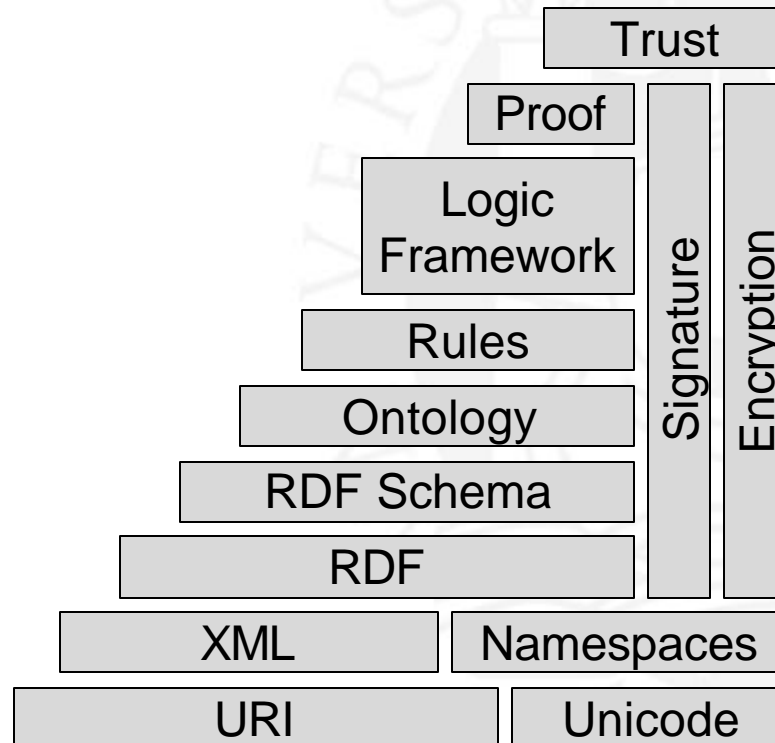 Trust
Proof
Logic
Framework
Signature
Encryption
Rules
Ontology
RDF Schema
RDF
XML
Namespaces
URI
Unicode